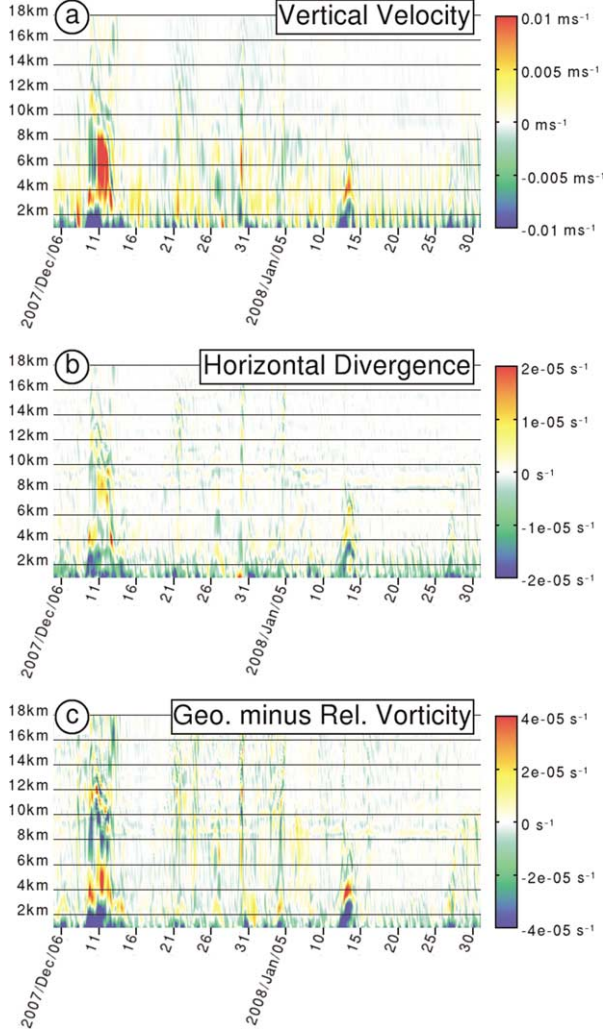 a
Vertical Velocity
18km
16km
14km
12km
10km
8km
6km
4km
2km
0.01 ms⁻¹
0.005 ms⁻¹
0 ms⁻¹
-0.005 ms⁻¹
-0.01 ms⁻¹
2007/Dec/06
11
16
21
26
31
2008/Jan/05
10
15
20
25
30
b
Horizontal Divergence
18km
16km
14km
12km
10km
8km
6km
4km
2km
2e-05 s⁻¹
1e-05 s⁻¹
0 s⁻¹
-1e-05 s⁻¹
-2e-05 s⁻¹
2007/Dec/06
11
16
21
26
31
2008/Jan/05
10
15
20
25
30
c
Geo. minus Rel. Vorticity
18km
16km
14km
12km
10km
8km
6km
4km
2km
4e-05 s⁻¹
2e-05 s⁻¹
0 s⁻¹
-2e-05 s⁻¹
-4e-05 s⁻¹
2007/Dec/06
11
16
21
26
31
2008/Jan/05
10
15
20
25
30